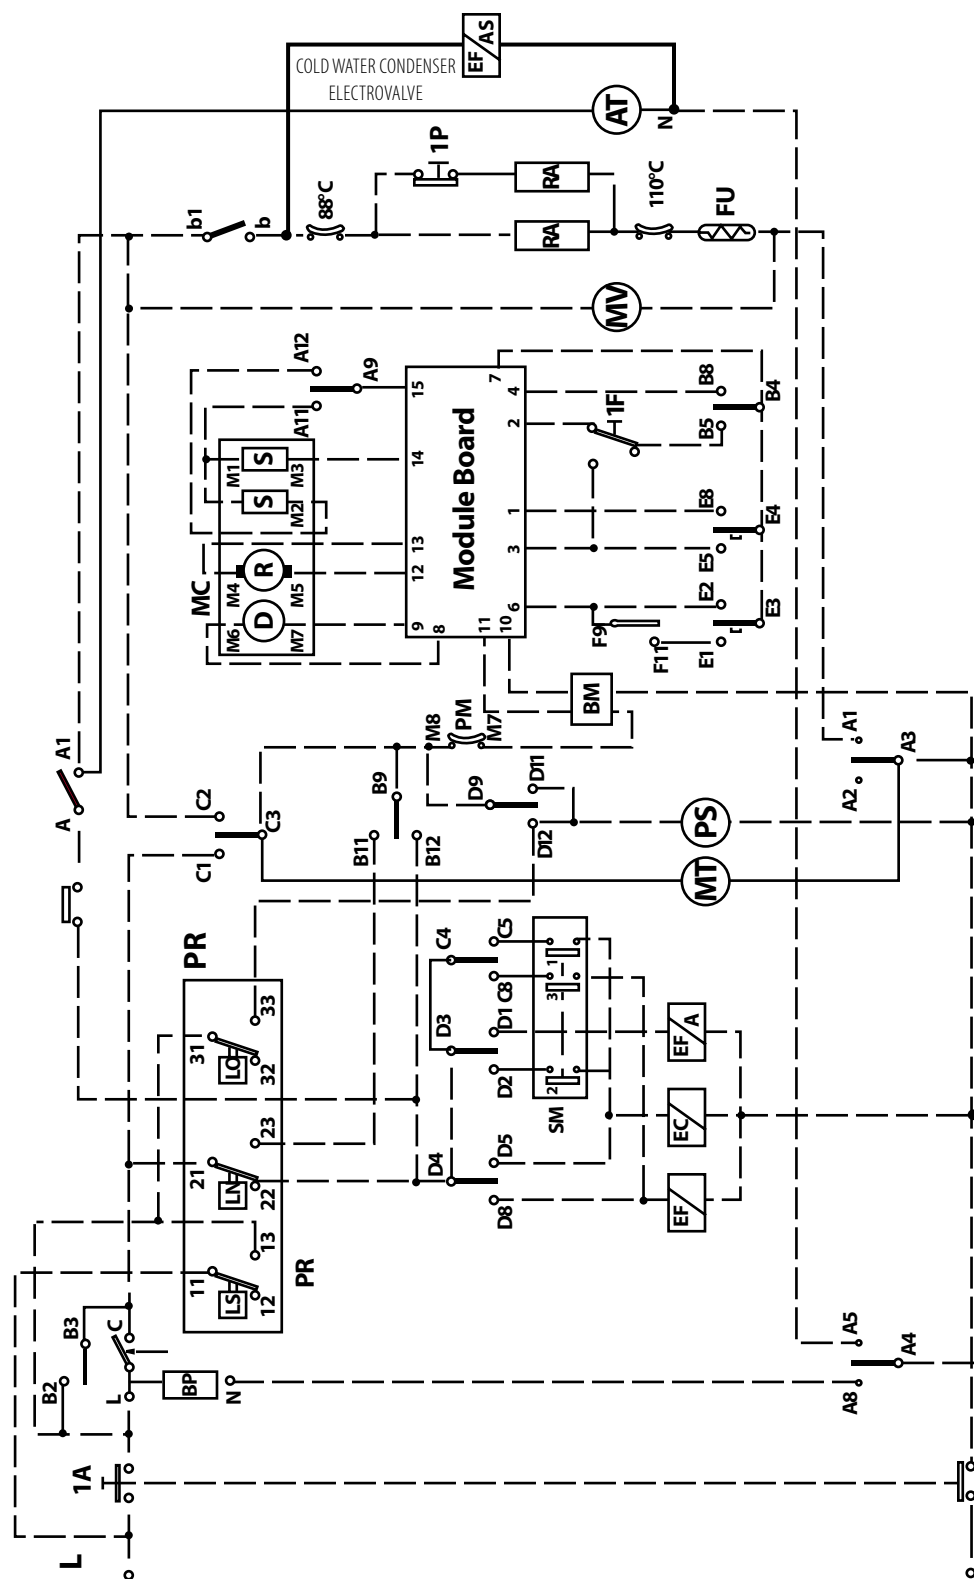 AS
EF
COLD WATER CONDENSER
ELECTROVALVE
AT
N
1P
b1
b
88°C
RA
110°C
RA
FU
MV
A12
A9
A11
15
7
4
B8
B4
2
1F
B5
14
M1
S
M3
S
M2
Module Board
1
E8
E4
3
E5
13
12
MC
M4
R
M5
M6
D
M7
9
8
6
E2
E3
11
10
F9
F11
E1
BM
M8
PM
M7
A1
A
C2
C3
C1
B9
B11
B12
D9
D11
D12
A1
A3
A2
PS
MT
PR
33
31
LO
32
23
21
LN
22
13
11
LS
12
PR
C4
C5
C8
D3
D1
D2
D4
D5
D8
1
3
2
SM
A
EF
EC
EF
B3
C
B2
L
BP
N
A5
A4
A8
1A
L